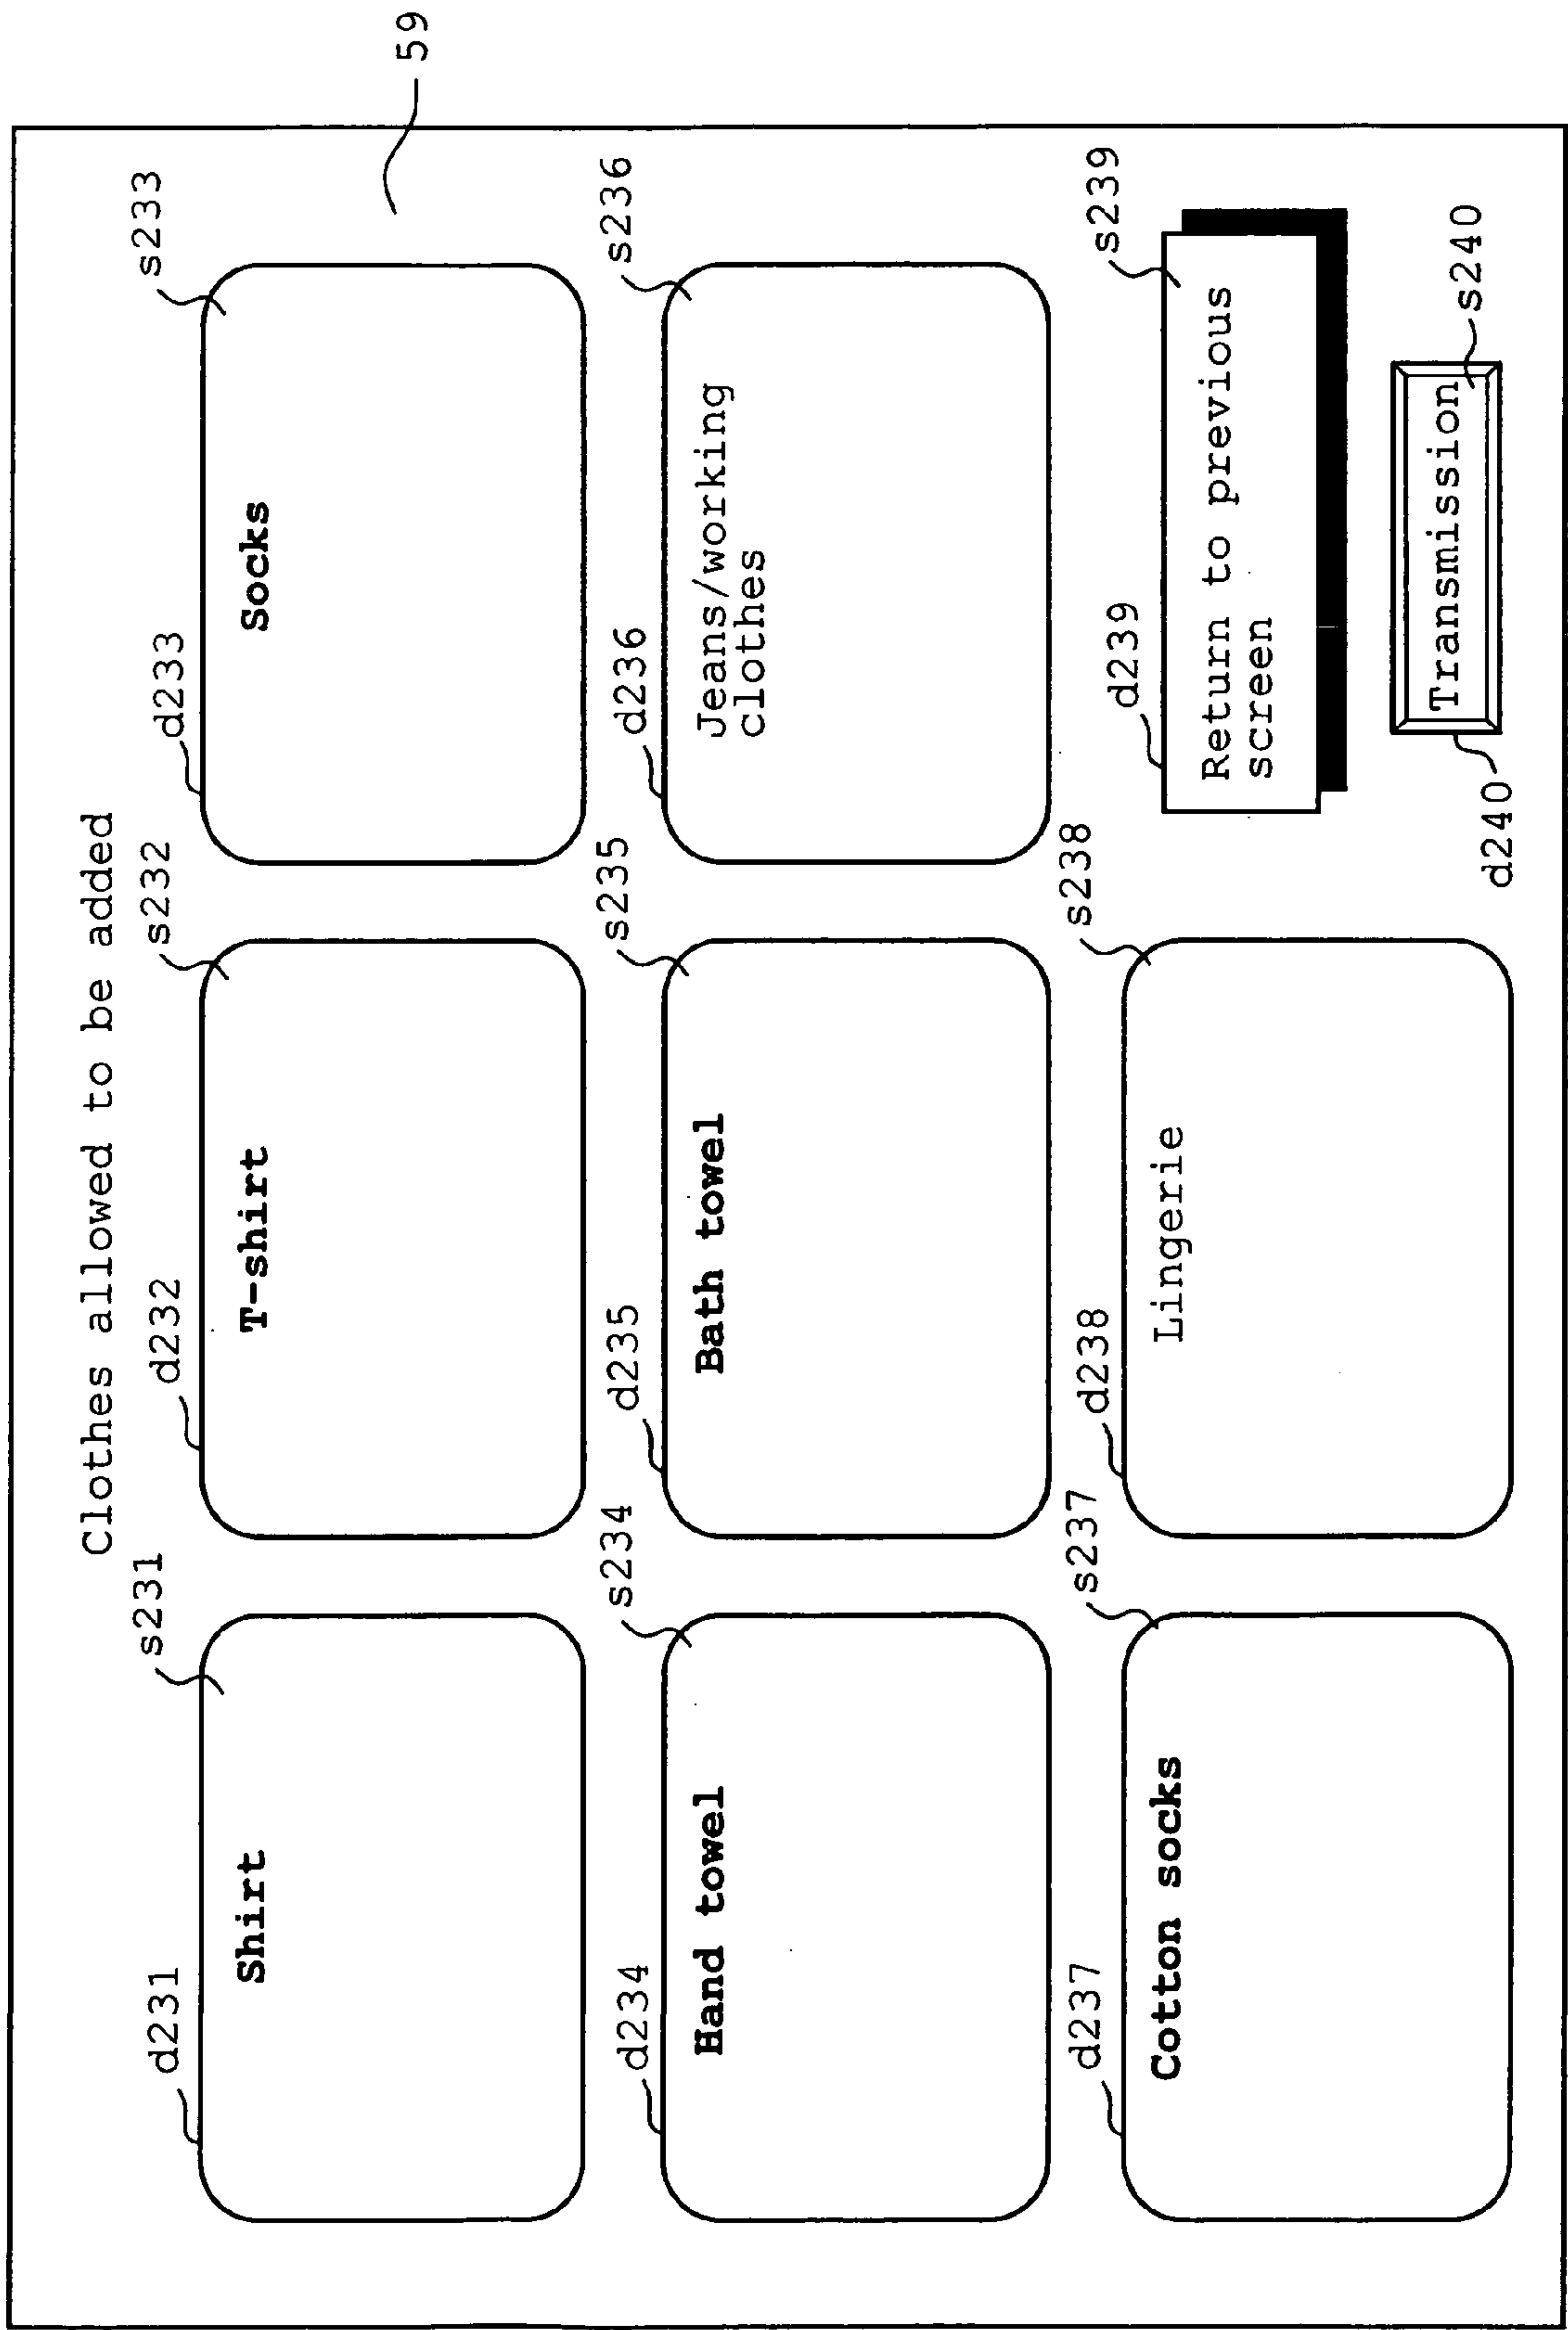 Clothes allowed to be added
59
d231
s231
Shirt
d232
s232
T-shirt
d233
s233
Socks
d234
s234
Hand towel
d235
s235
Bath towel
d236
s236
Jeans/working
clothes
d237
s237
Cotton socks
d238
s238
Lingerie
d239
s239
Return to previous
screen
d240
s240
Transmission